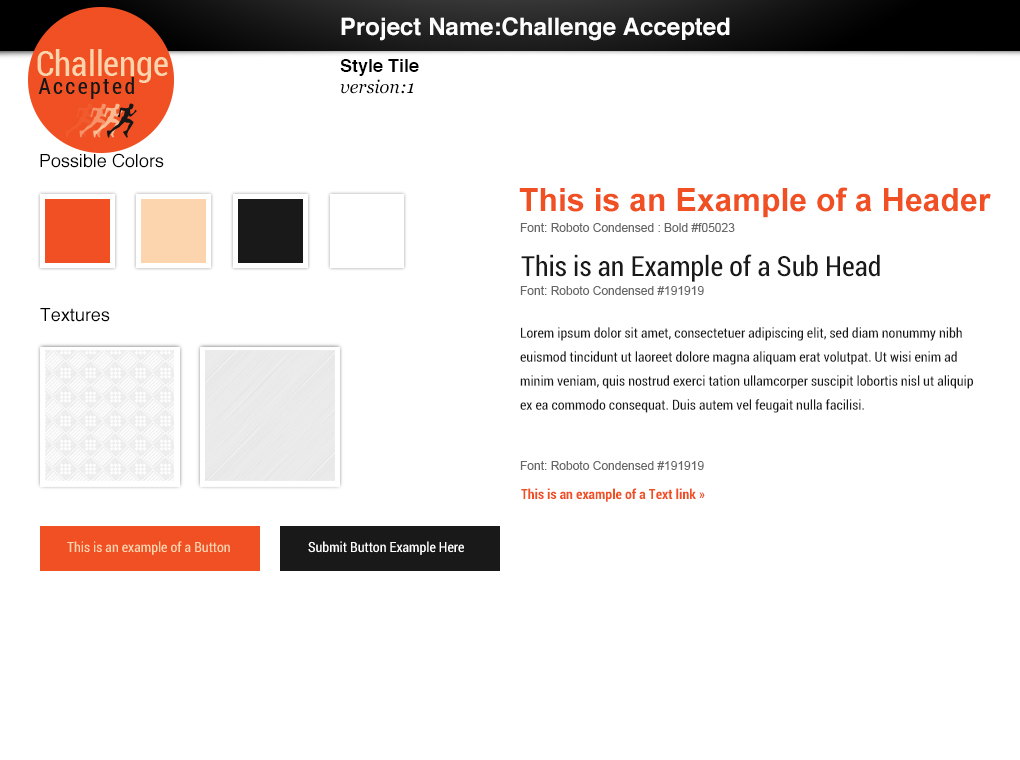 Project Name:Challenge Accepted
Challenge
Accepted
Style Tile
version:1
Possible Colors
This is an Example of a Header
Font: Roboto Condensed : Bold #f05023
This is an Example of a Sub Head
Font: Roboto Condensed #191919
Textures
Lorem ipsum dolor sit amet, consectetuer adipiscing elit, sed diam nonummy nibh
euismod tincidunt ut laoreet dolore magna aliquam erat volutpat. Ut wisi enim ad
minim veniam, quis nostrud exerci tation ullamcorper suscipit lobortis nisl ut aliquip
ex ea commodo consequat. Duis autem vel feugait nulla facilisi.
Font: Roboto Condensed #191919
This is an example of a Text link »
This is an example of a Button
Submit Button Example Here